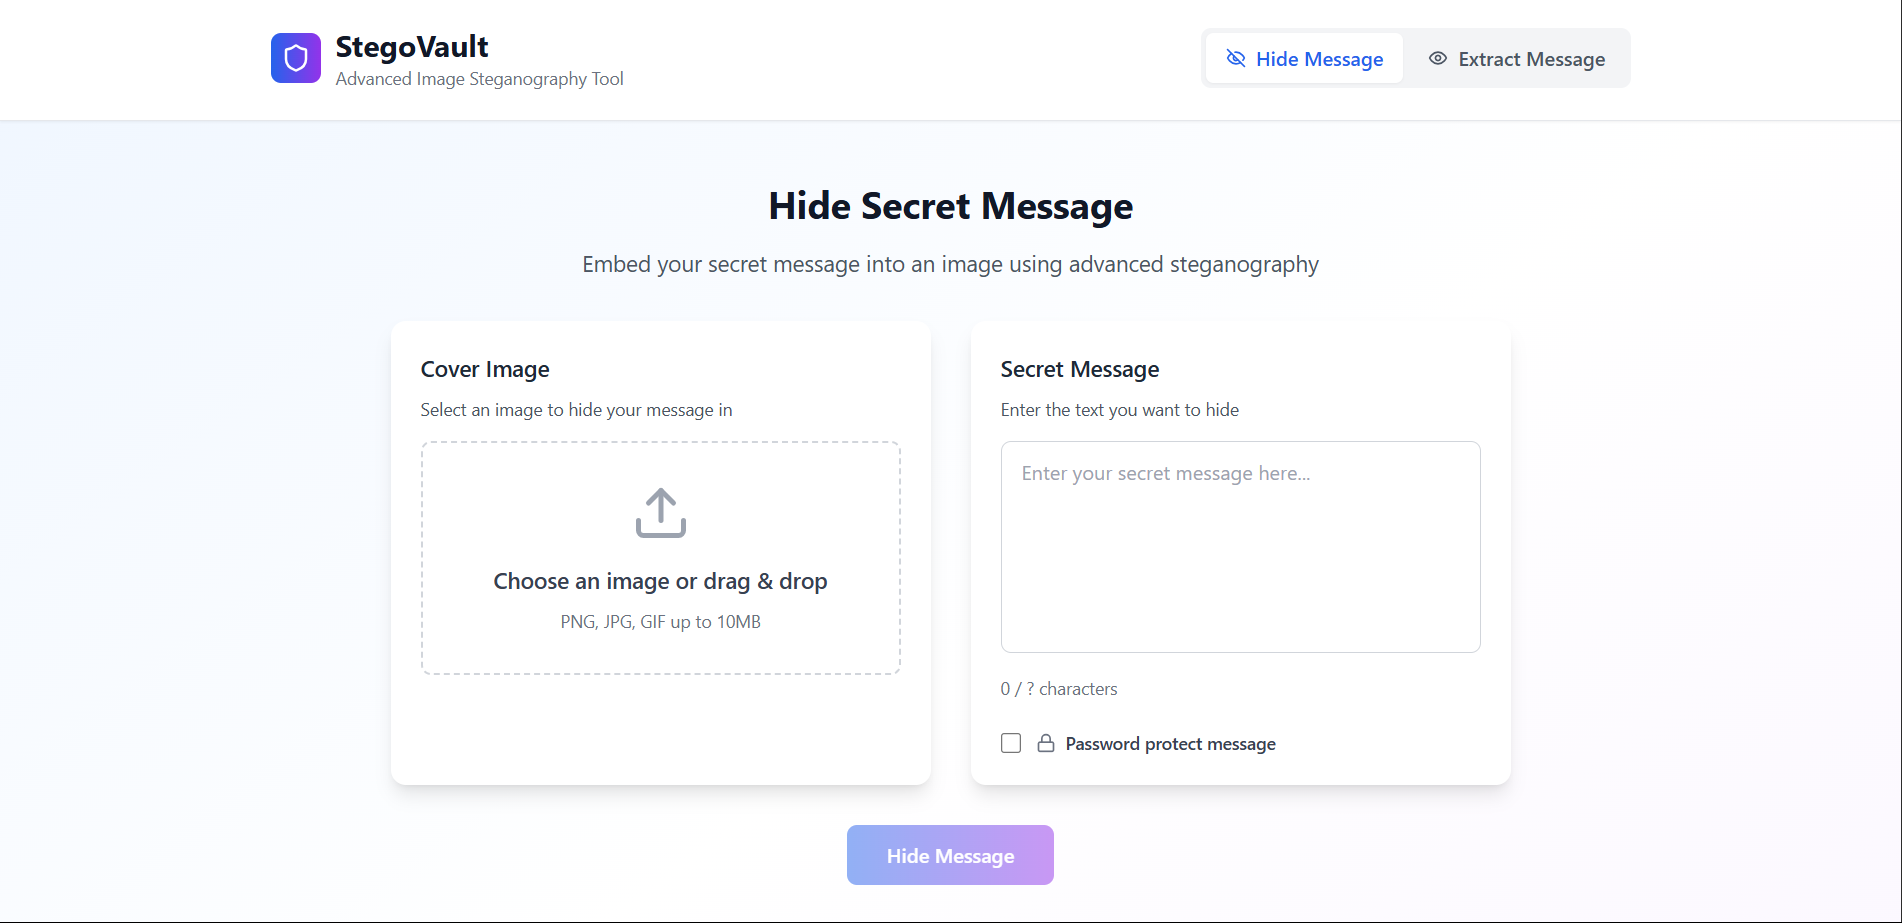 StegoVault
Advanced Image Steganography Tool
Hide Message
Extract Message
Hide Secret Message
Embed your secret message into an image using advanced steganography
Cover Image
Select an image to hide your message in
Choose an image or drag & drop
PNG, JPG, GIF up to 10MB
Secret Message
Enter the text you want to hide
Enter your secret message here...
0 / ? characters
Password protect message
Hide Message